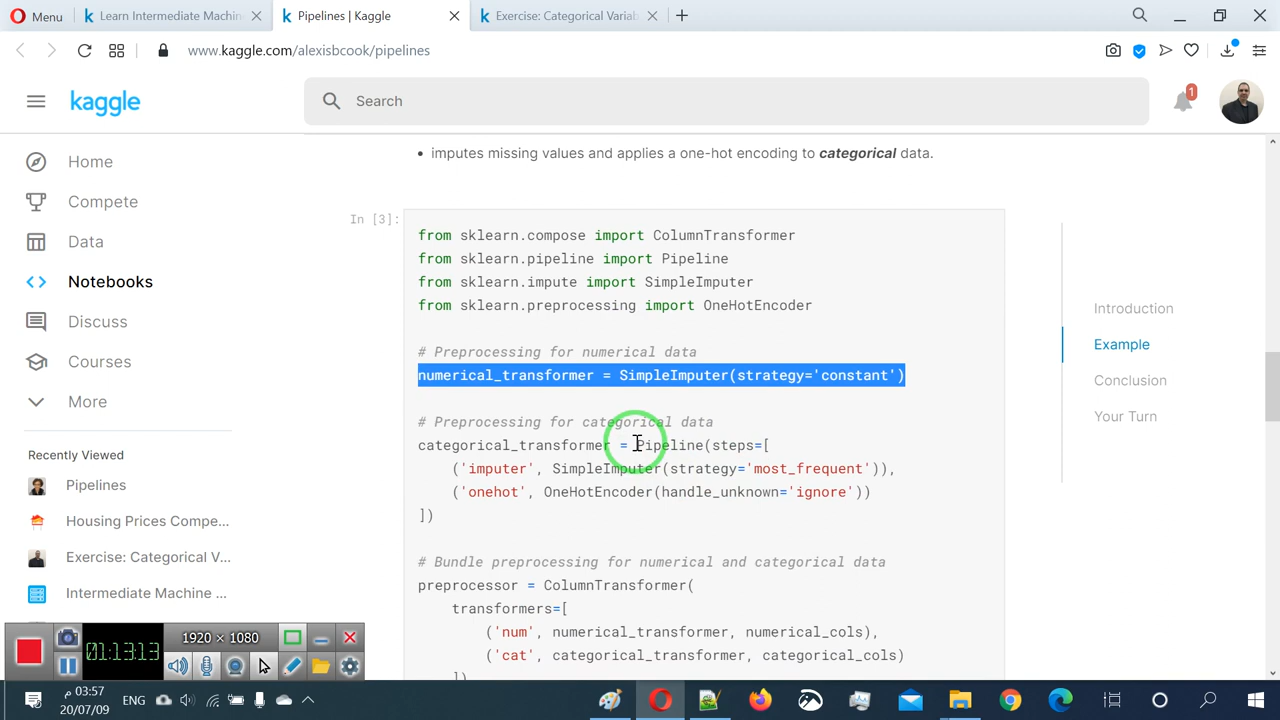 Menu
Learn Intermediate Machin
Pipelines | Kaggle
Exercise: Categorical Variab
www.kaggle.com/alexisbcook/pipelines
kaggle
Search
1
Home
Compete
Data
Notebooks
Discuss
Courses
More
Recently Viewed
Pipelines
Housing Prices Compe...
Exercise: Categorical V...
Intermediate Machine ...
• imputes missing values and applies a one-hot encoding to categorical data.
In [3]:
from sklearn.compose import ColumnTransformer
from sklearn.pipeline import Pipeline
from sklearn.impute import SimpleImputer
from sklearn.preprocessing import OneHotEncoder
# Preprocessing for numerical data
numerical_transformer = SimpleImputer(strategy='constant')
# Preprocessing for categorical data
categorical_transformer = Pipeline(steps=[
('imputer', SimpleImputer(strategy='most_frequent')),
('onehot', OneHotEncoder(handle_unknown='ignore'))
])
# Bundle preprocessing for numerical and categorical data
preprocessor = ColumnTransformer(
transformers=[
('num', numerical_transformer, numerical_cols),
('cat', categorical_transformer, categorical_cols)
])
Introduction
Example
Conclusion
Your Turn
01:13:13
1920 × 1080
03:57 م
20/07/09
ENG